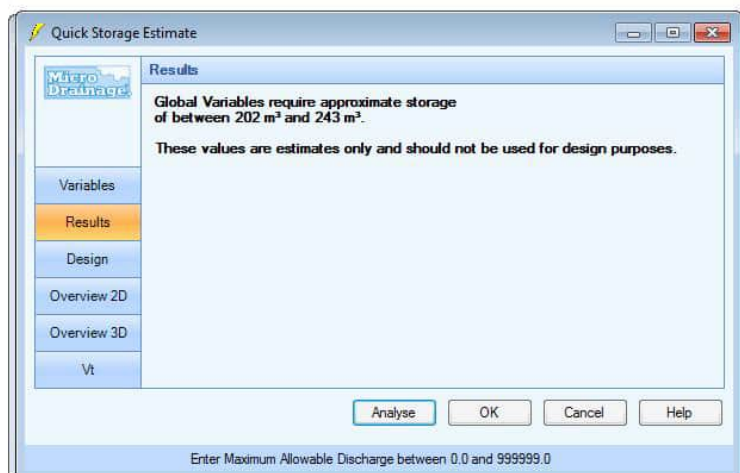 Quick Storage Estimate
Micro
Drainage
Results
Global Variables require approximate storage
of between 202 m³ and 243 m³.
These values are estimates only and should not be used for design purposes.
Variables
Results
Design
Overview 2D
Overview 3D
Vt
Analyse
OK
Cancel
Help
Enter Maximum Allowable Discharge between 0.0 and 999999.0